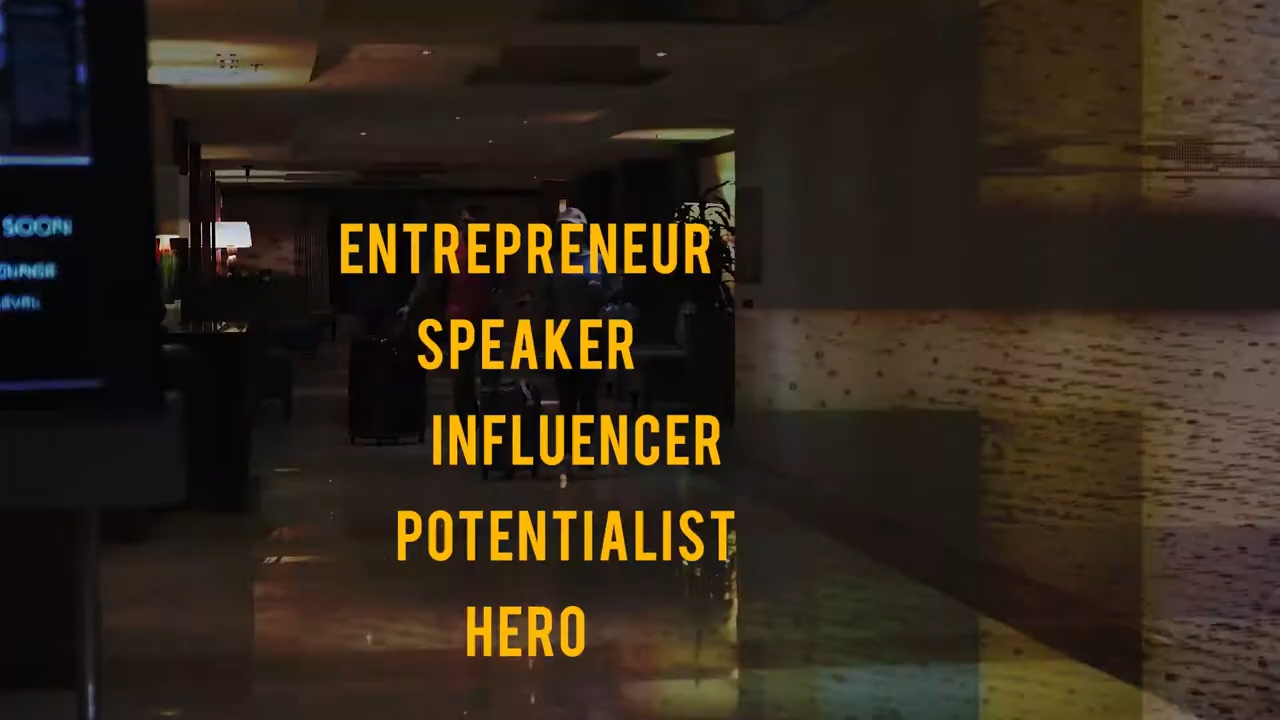 SOON
ENTREPRENEUR
SPEAKER
INFLUENCER
POTENTIALIST
HERO